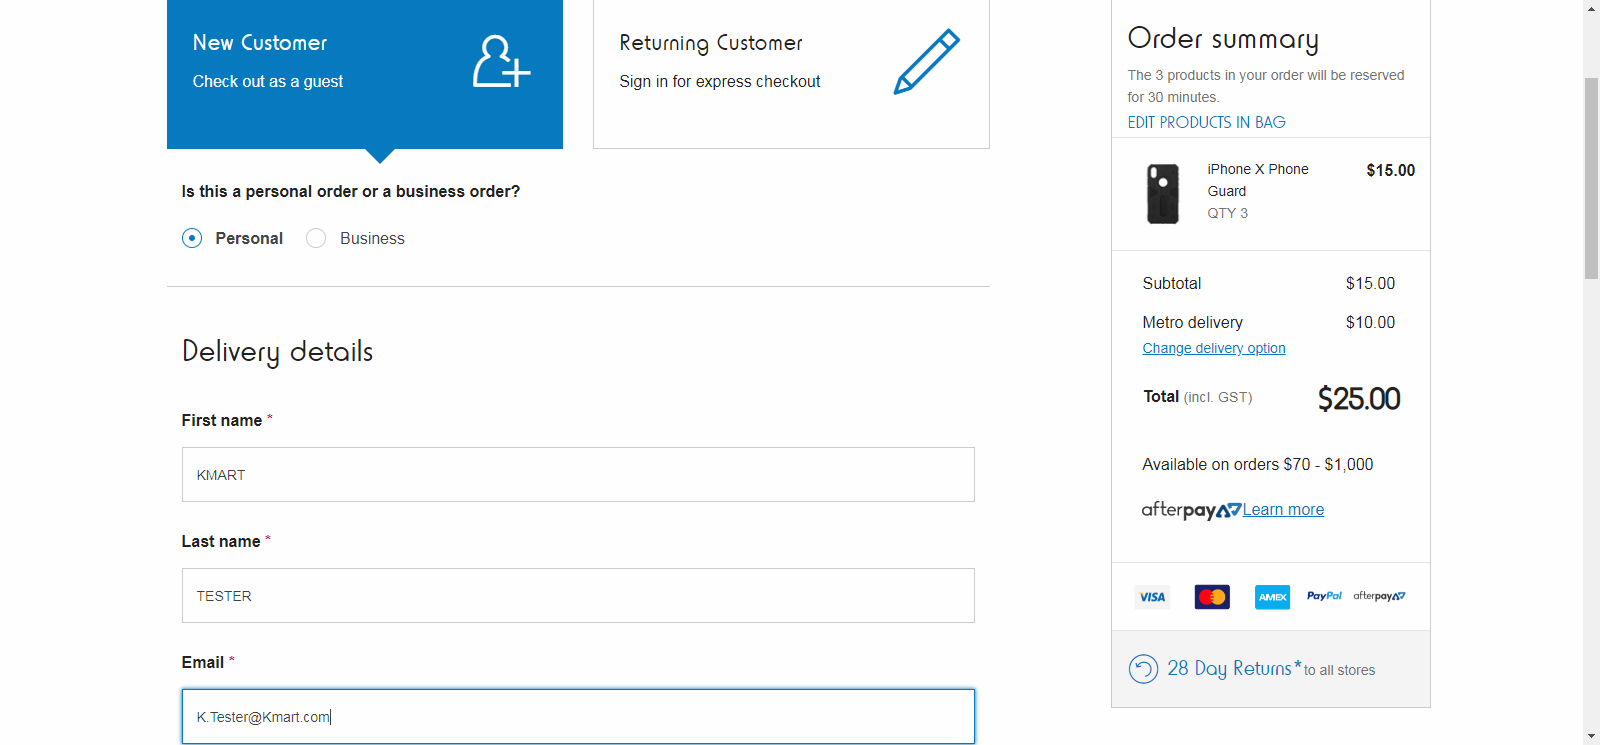 New Customer
Check out as a guest
Returning Customer
Sign in for express checkout
Is this a personal order or a business order?
Personal
Business
Delivery details
First name *
KMART
Last name *
TESTER
Email *
K.Tester@Kmart.com
Order summary
The 3 products in your order will be reserved
for 30 minutes.
EDIT PRODUCTS IN BAG
iPhone X Phone $15.00
Guard
QTY 3
Subtotal $15.00
Metro delivery $10.00
Change delivery option
Total (incl. GST) $25.00
Available on orders $70 - $1,000
afterpay Learn more
VISA AMEX PayPal afterpay
28 Day Returns* to all stores